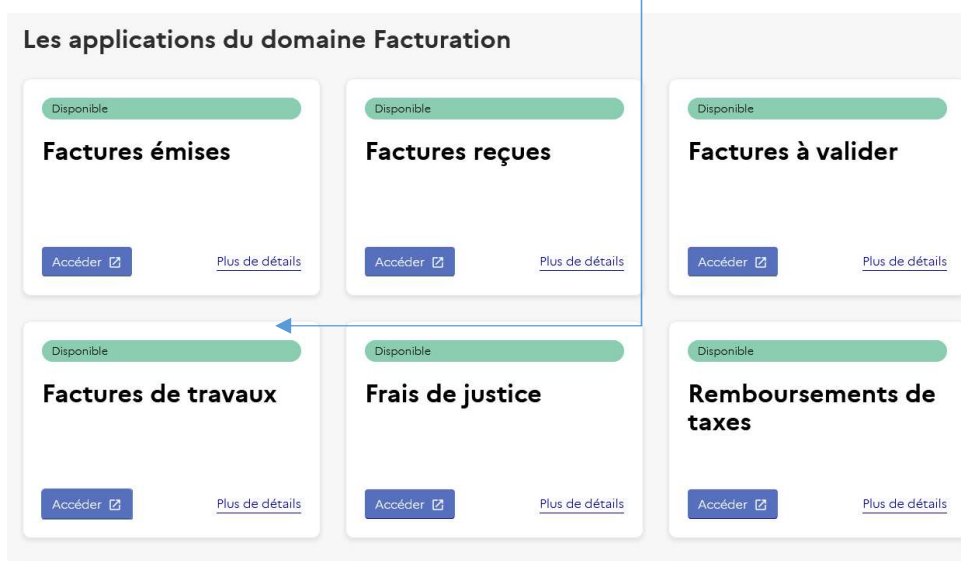 Les applications du domaine Facturation
Disponible
Factures émises
Accéder
Plus de détails
Disponible
Factures reçues
Accéder
Plus de détails
Disponible
Factures à valider
Accéder
Plus de détails
Disponible
Factures de travaux
Accéder
Plus de détails
Disponible
Frais de justice
Accéder
Plus de détails
Disponible
Remboursements de
taxes
Accéder
Plus de détails